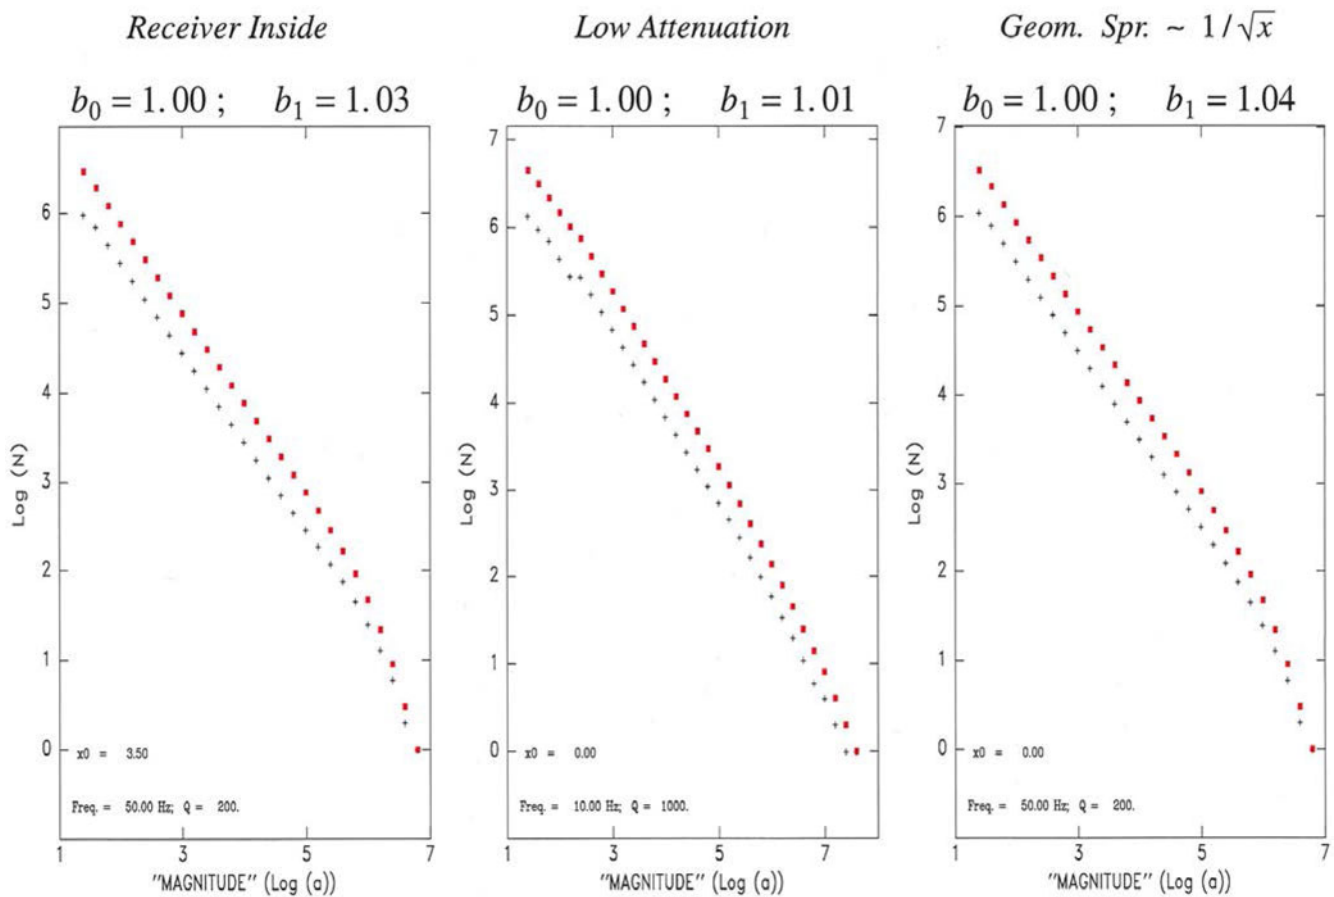 Receiver Inside
b₀ = 1.00 ; b₁ = 1.03
6
5
4
3
2
1
0
Log (N)
x0 = 3.50
Freq. = 50.00 Hz; Q = 200.
1 3 5 7
"MAGNITUDE" (Log (a))
Low Attenuation
b₀ = 1.00 ; b₁ = 1.01
7
6
5
4
3
2
1
0
Log (N)
x0 = 0.00
Freq. = 10.00 Hz; Q = 1000.
1 3 5 7
"MAGNITUDE" (Log (a))
Geom. Spr. ~ 1/√x
b₀ = 1.00 ; b₁ = 1.04
7
6
5
4
3
2
1
0
Log (N)
x0 = 0.00
Freq. = 50.00 Hz; Q = 200.
1 3 5 7
"MAGNITUDE" (Log (a))